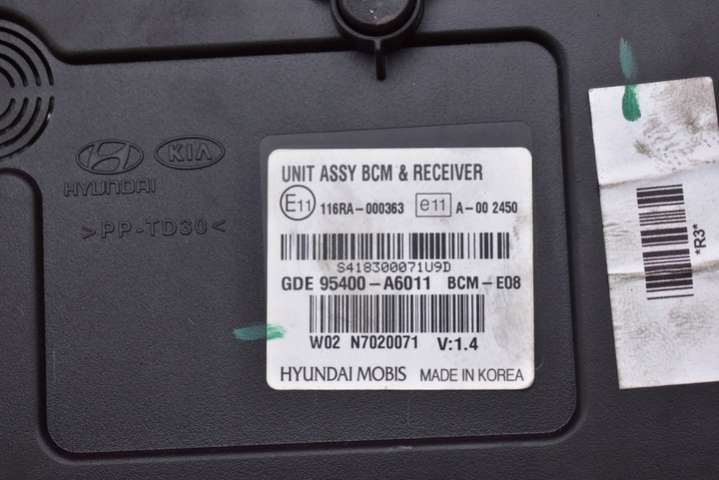 HYUNDAI
KIA
>PP-TD30<
UNIT ASSY BCM & RECEIVER
E11 116RA-000363 e11 A-00 2450
S418300071U9D
GDE 95400-A6011 BCM-E08
W02 N7020071 V:1.4
HYUNDAI MOBIS MADE IN KOREA
*R3*